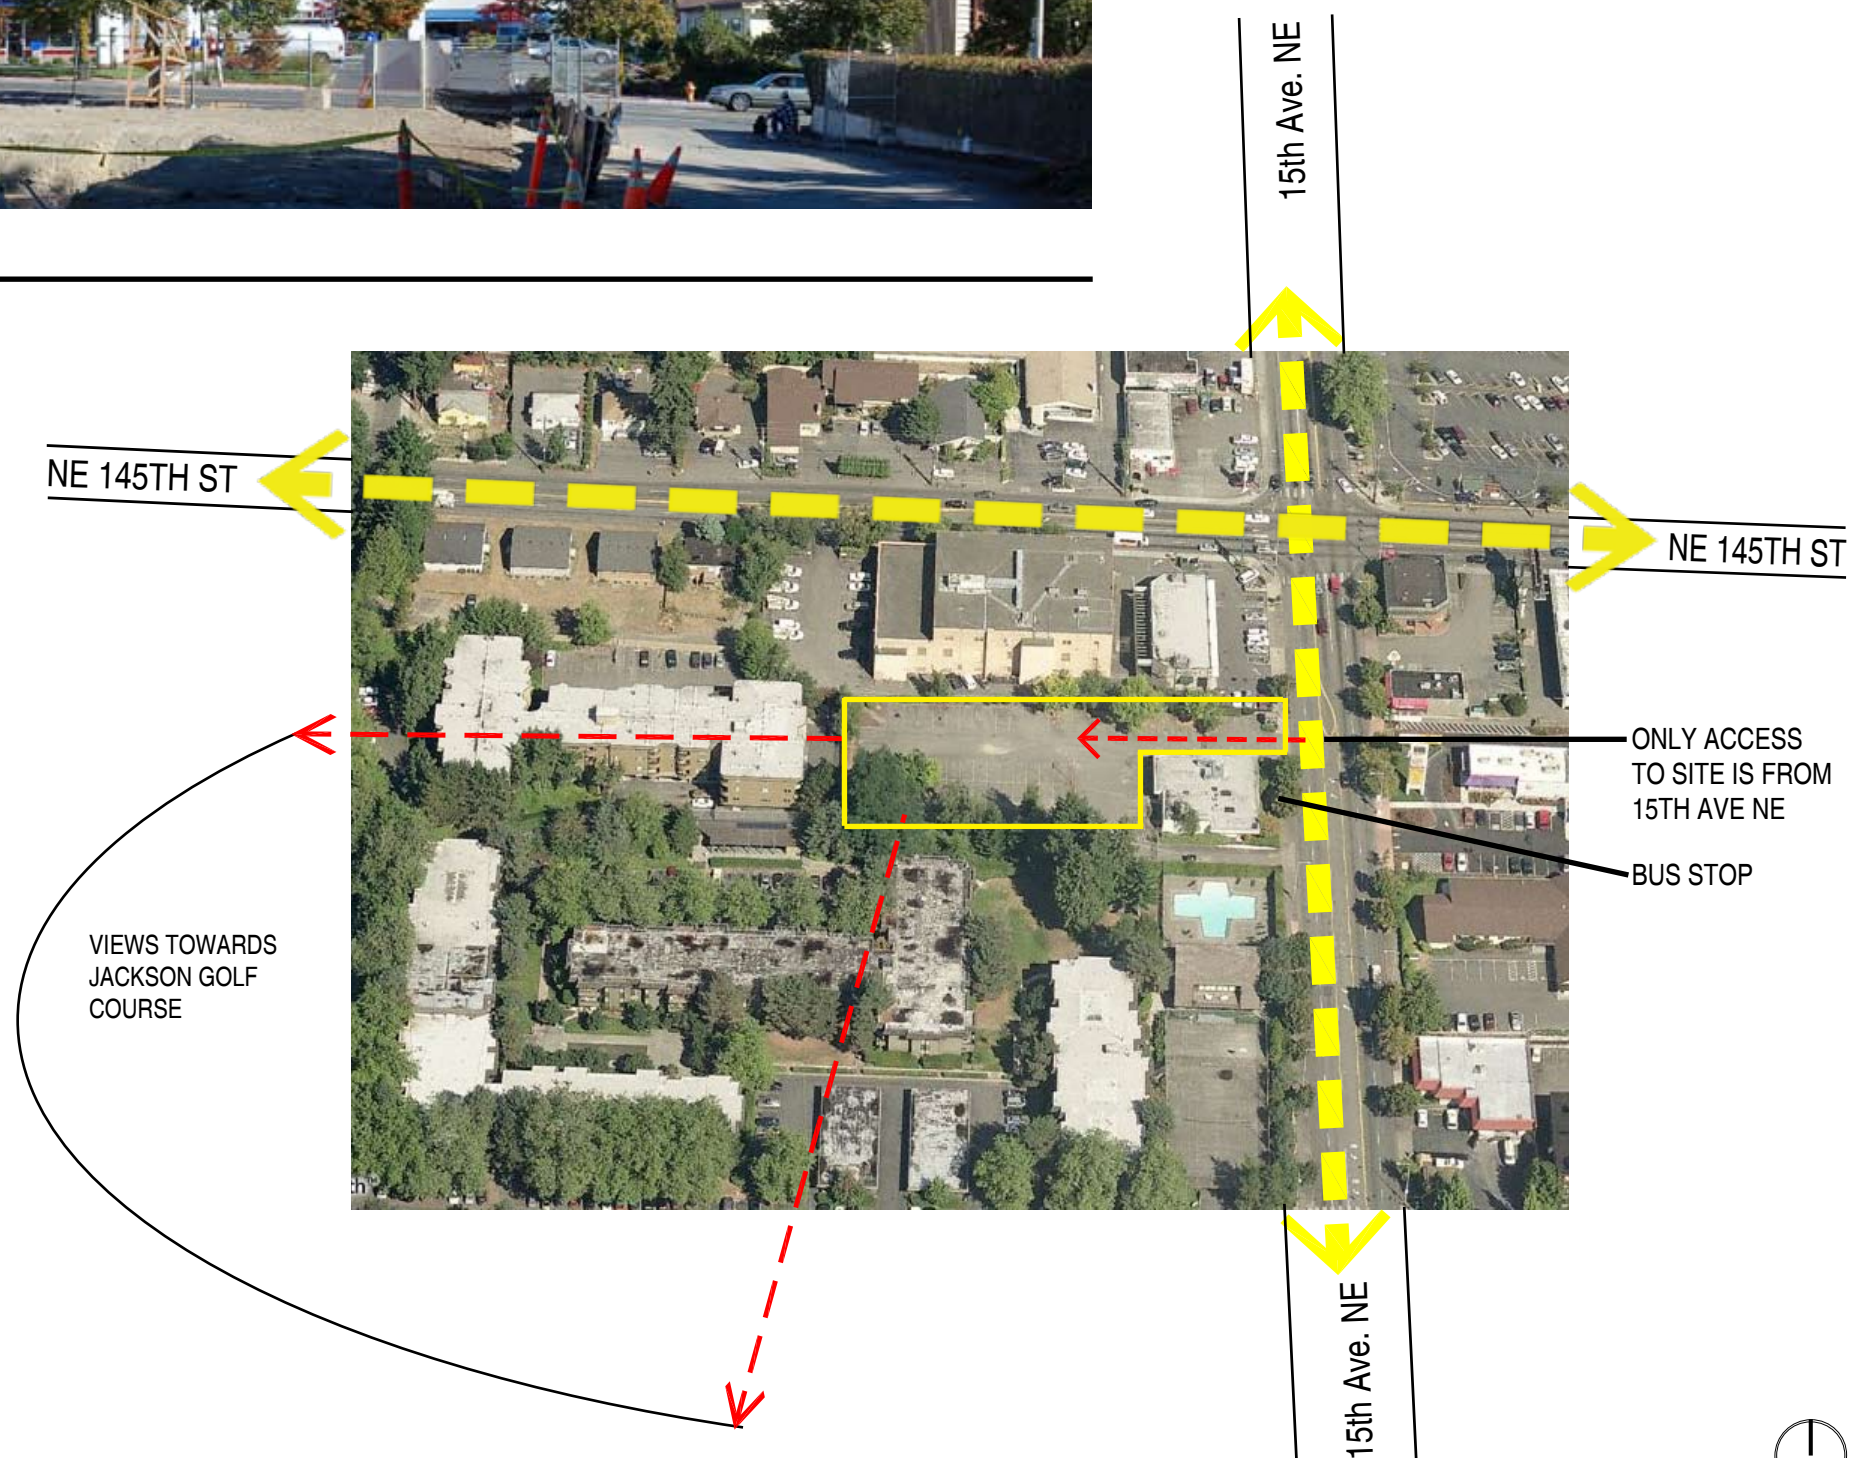 15th Ave. NE
NE 145TH ST
NE 145TH ST
ONLY ACCESS
TO SITE IS FROM
15TH AVE NE
BUS STOP
VIEWS TOWARDS
JACKSON GOLF
COURSE
15th Ave. NE